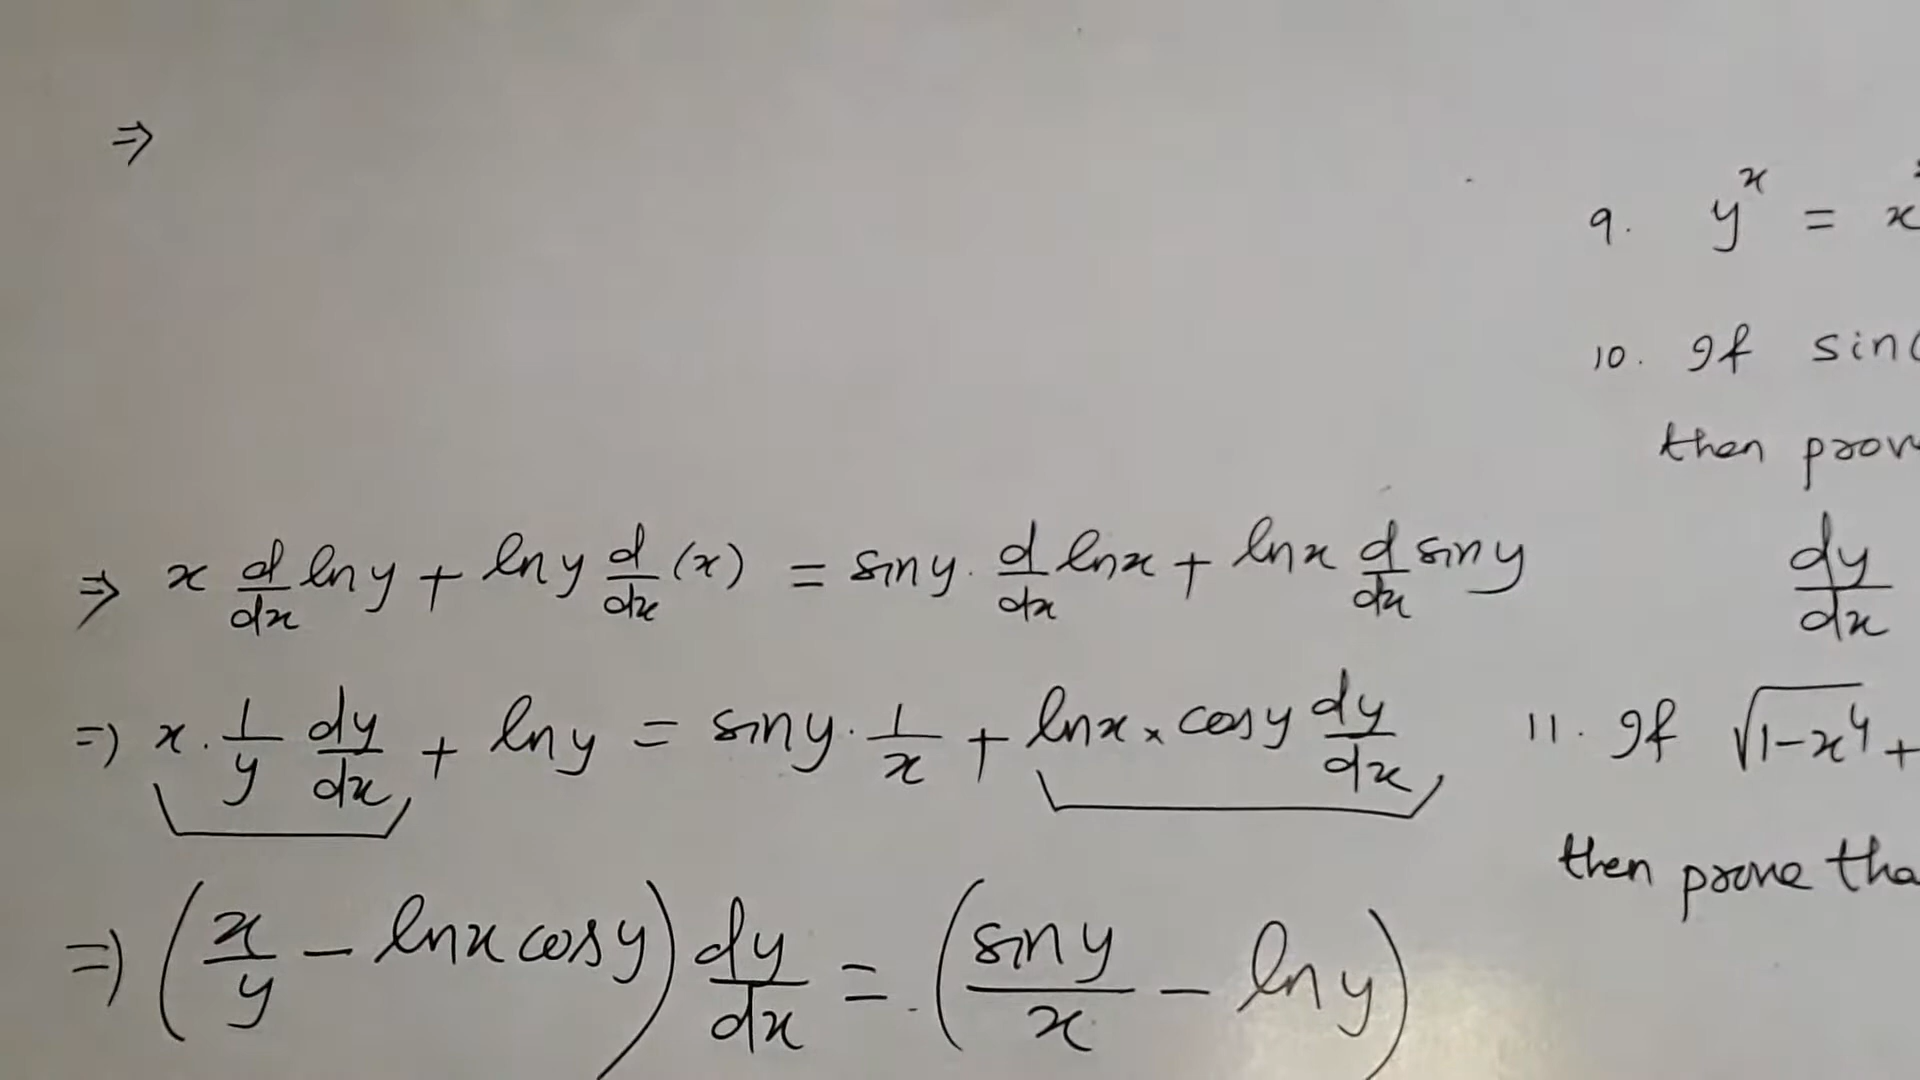 ⇒
⇒ x d/dx ln y + ln y d/dx (x) = sin y · d/dx ln x + ln x d/dx sin y
⇒ x · 1/y dy/dx + ln y = sin y · 1/x + ln x × cos y dy/dx
⇒ (x/y − ln x cos y) dy/dx = (sin y/x − ln y)
9. y^x = x
10. If sin(
then prov
dy/dx
11. If √1−x^4 +
then prove tha